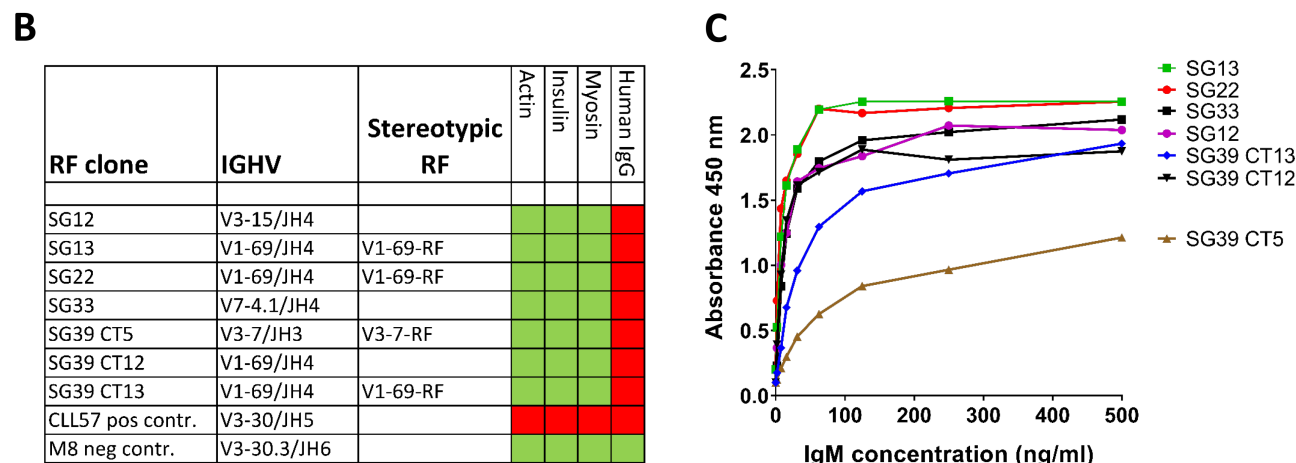 B
RF clone IGHV Stereotypic RF Actin Insulin Myosin Human IgG
SG12 V3-15/JH4
SG13 V1-69/JH4 V1-69-RF
SG22 V1-69/JH4 V1-69-RF
SG33 V7-4.1/JH4
SG39 CT5 V3-7/JH3 V3-7-RF
SG39 CT12 V1-69/JH4
SG39 CT13 V1-69/JH4 V1-69-RF
CLL57 pos contr. V3-30/JH5
M8 neg contr. V3-30.3/JH6
C
Absorbance 450 nm
2.5
2.0
1.5
1.0
0.5
0.0
0 100 200 300 400 500
IgM concentration (ng/ml)
SG13
SG22
SG33
SG12
SG39 CT13
SG39 CT12
SG39 CT5